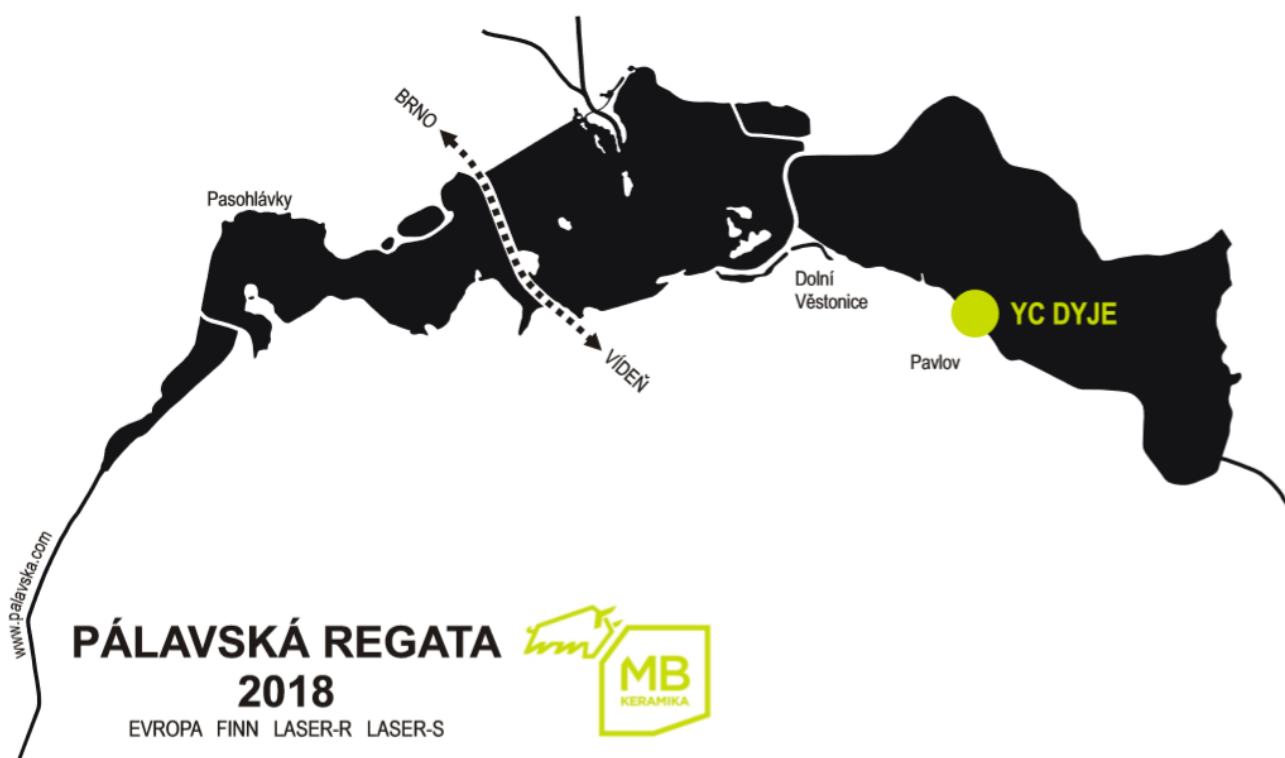 BRNO
Pasohlávky
Dolní
Věstonice
YC DYJE
Pavlov
VÍDEŇ
www.palavska.com
PÁLAVSKÁ REGATA
2018
EVROPA FINN LASER-R LASER-S
MB
KERAMIKA